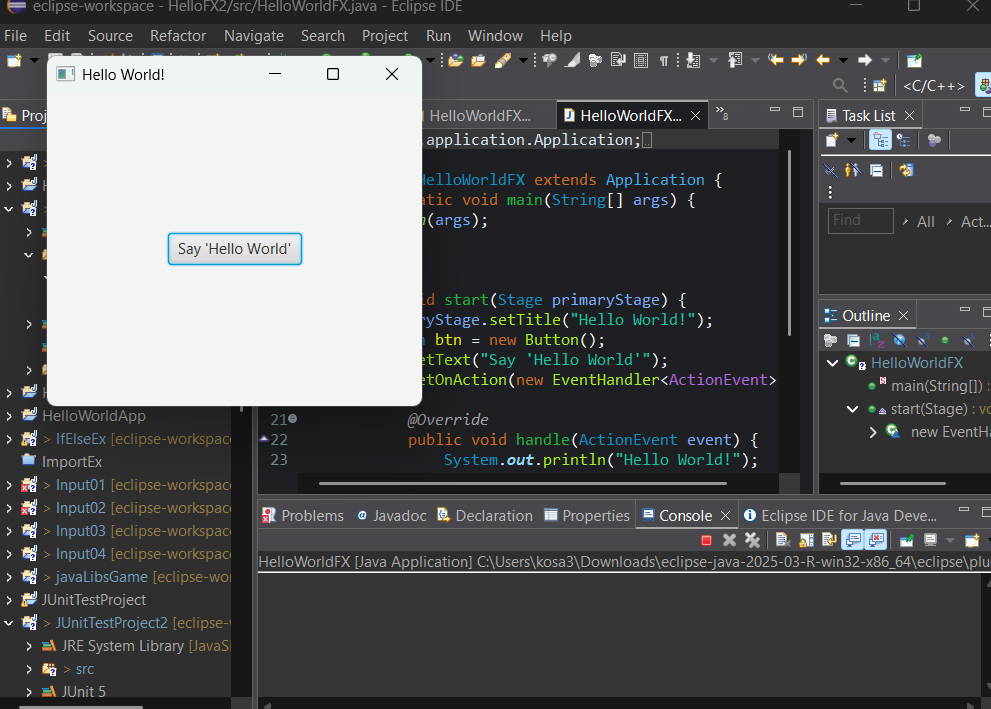 eclipse-workspace - HelloFX2/src/HelloWorldFX.java - Eclipse IDE
File Edit Source Refactor Navigate Search Project Run Window Help
<C/C++>
Hello World!
Say 'Hello World'
Proj
HelloWorldFX...
HelloWorldFX...
8
.application.Application;
HelloWorldFX extends Application {
atic void main(String[] args) {
(args);
id start(Stage primaryStage) {
ryStage.setTitle("Hello World!");
btn = new Button();
etText("Say 'Hello World'");
etOnAction(new EventHandler<ActionEvent>
21 @Override
22 public void handle(ActionEvent event) {
23 System.out.println("Hello World!");
Task List
Find All Act...
Outline
HelloWorldFX
main(String[]) :
start(Stage) : vo
new EventHa
HelloWorldApp
> IfElseEx [eclipse-workspace
ImportEx
> Input01 [eclipse-workspace
> Input02 [eclipse-workspace
> Input03 [eclipse-workspace
> Input04 [eclipse-workspace
> javaLibsGame [eclipse-wo
JUnitTestProject
> JUnitTestProject2 [eclipse-
JRE System Library [JavaS
> src
JUnit 5
Problems Javadoc Declaration Properties Console Eclipse IDE for Java Deve...
HelloWorldFX [Java Application] C:\Users\kosa3\Downloads\eclipse-java-2025-03-R-win32-x86_64\eclipse\plu